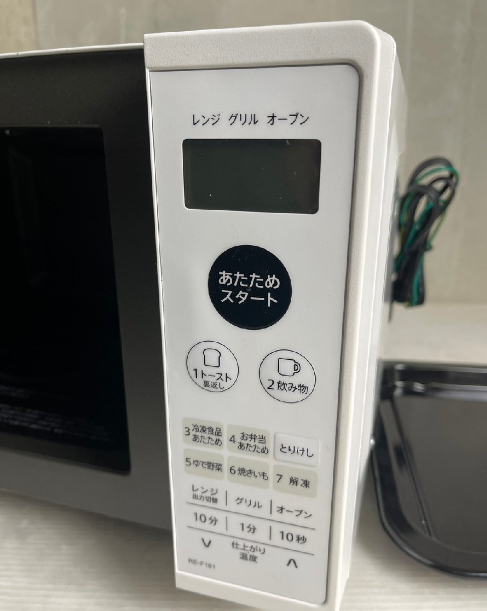 レンジ グリル オーブン
あたため
スタート
1トースト
裏返し
2飲み物
3冷凍食品
あたため
4お弁当
あたため
とりけし
5ゆで野菜
6焼きいも
7 解凍
レンジ
出力切替
グリル
オーブン
10分
1分
10秒
仕上がり
温度
RE-F181